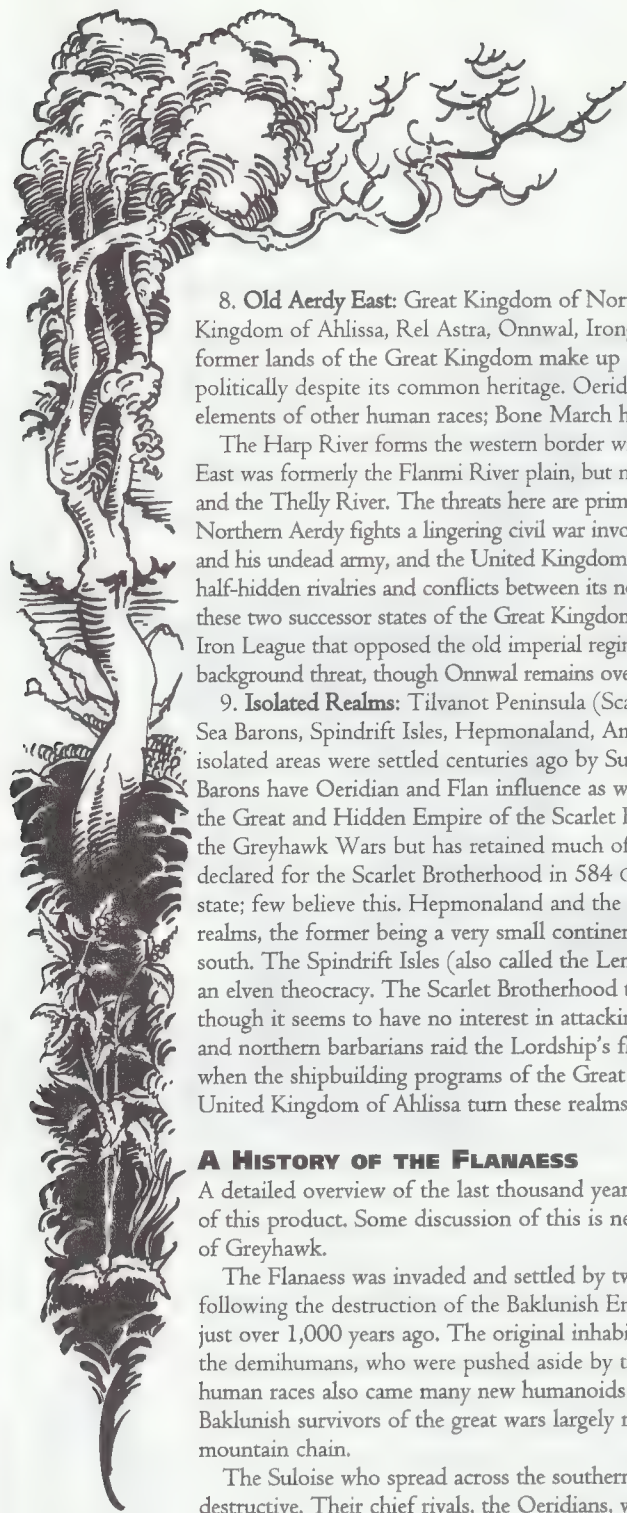 8. Old Aerdy East: Great Kingdom of Nor
Kingdom of Ahlissa, Rel Astra, Onnwal, Iron
former lands of the Great Kingdom make up
politically despite its common heritage. Oerid
elements of other human races; Bone March h
The Harp River forms the western border w
East was formerly the Flanmi River plain, but n
and the Thelly River. The threats here are prim
Northern Aerdy fights a lingering civil war invo
and his undead army, and the United Kingdom
half-hidden rivalries and conflicts between its n
these two successor states of the Great Kingdom
Iron League that opposed the old imperial regi
background threat, though Onnwal remains ove
9. Isolated Realms: Tilvanot Peninsula (Sca
Sea Barons, Spindrift Isles, Hepmonaland, Am
isolated areas were settled centuries ago by Su
Barons have Oeridian and Flan influence as w
the Great and Hidden Empire of the Scarlet
the Greyhawk Wars but has retained much of
declared for the Scarlet Brotherhood in 584
state; few believe this. Hepmonaland and the
realms, the former being a very small continen
south. The Spindrift Isles (also called the Len
an elven theocracy. The Scarlet Brotherhood t
though it seems to have no interest in attackin
and northern barbarians raid the Lordship's f
when the shipbuilding programs of the Great
United Kingdom of Ahlissa turn these realms
A HISTORY OF THE FLANAESS
A detailed overview of the last thousand year
of this product. Some discussion of this is ne
of Greyhawk.
The Flanaess was invaded and settled by tw
following the destruction of the Baklunish En
just over 1,000 years ago. The original inhabi
the demihumans, who were pushed aside by t
human races also came many new humanoids
Baklunish survivors of the great wars largely
mountain chain.
The Suloise who spread across the southern
destructive. Their chief rivals, the Oeridians, w